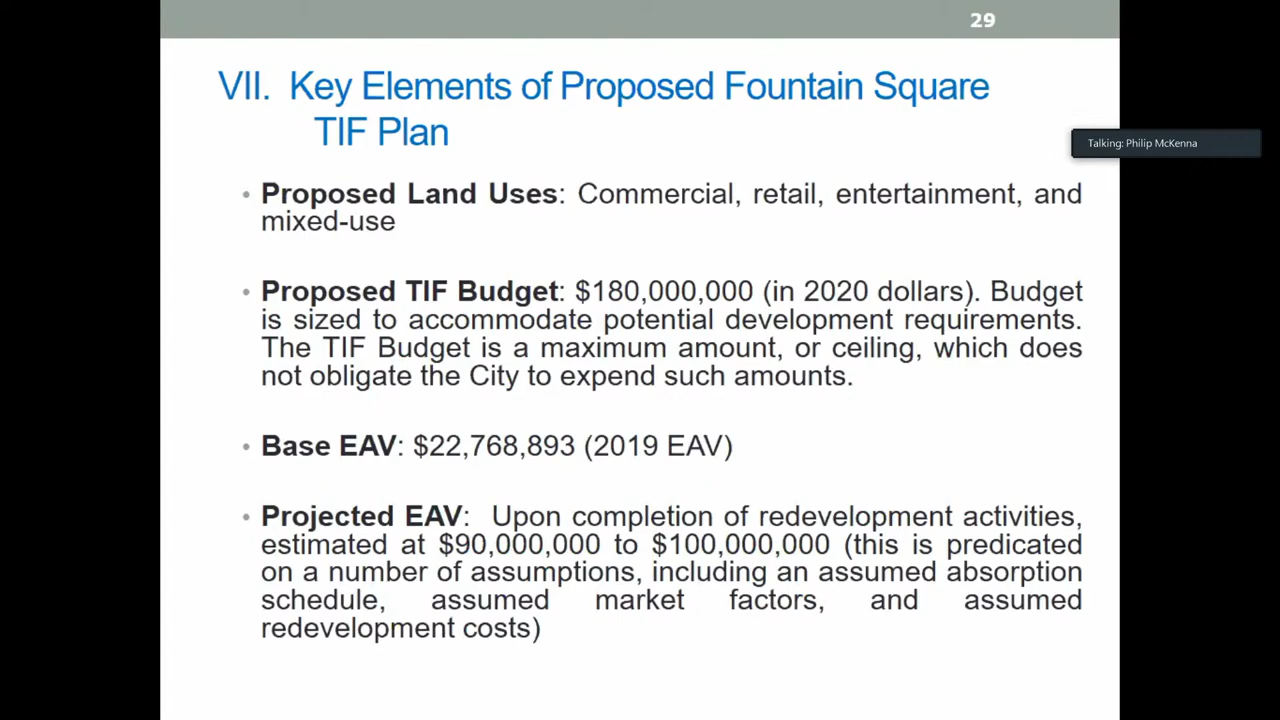 29
VII. Key Elements of Proposed Fountain Square
TIF Plan
Talking: Philip McKenna
• Proposed Land Uses: Commercial, retail, entertainment, and
mixed-use
• Proposed TIF Budget: $180,000,000 (in 2020 dollars). Budget
is sized to accommodate potential development requirements.
The TIF Budget is a maximum amount, or ceiling, which does
not obligate the City to expend such amounts.
• Base EAV: $22,768,893 (2019 EAV)
• Projected EAV: Upon completion of redevelopment activities,
estimated at $90,000,000 to $100,000,000 (this is predicated
on a number of assumptions, including an assumed absorption
schedule, assumed market factors, and assumed
redevelopment costs)